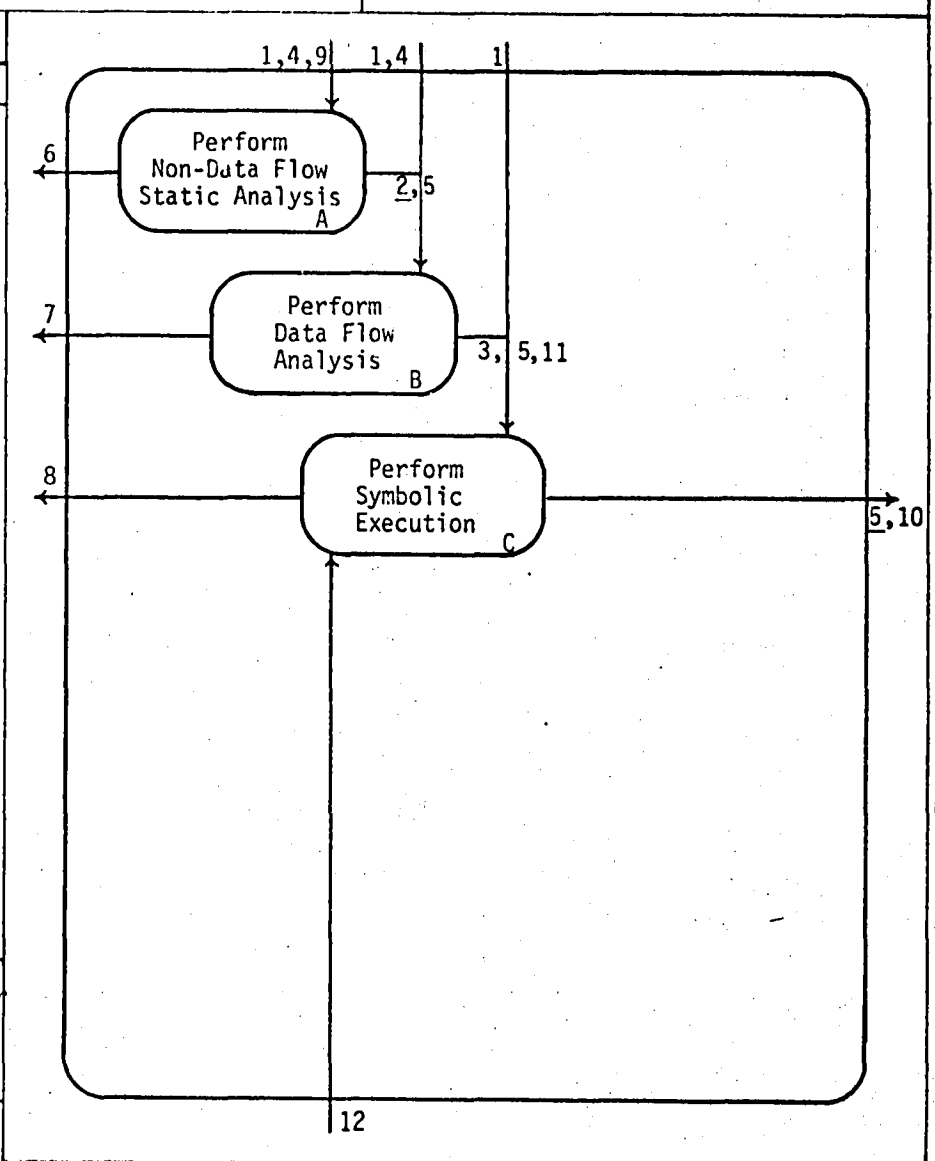 1,4,9 1,4 1
Perform
Non-Data Flow
Static Analysis
A
6
2,5
Perform
Data Flow
Analysis
B
7
3, 5,11
Perform
Symbolic
Execution
C
8
5,10
12